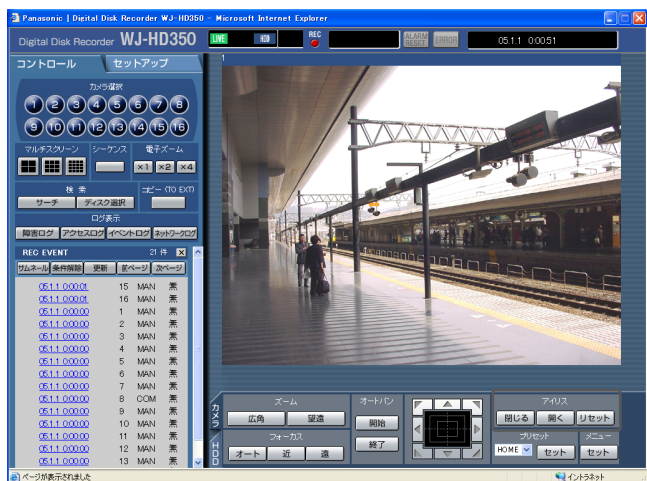 Panasonic | Digital Disk Recorder WJ-HD350 - Microsoft Internet Explorer
Digital Disk Recorder WJ-HD350
LIVE HDD REC ALARM RESET ERROR 05.1.1 0:00:51
コントロール セットアップ
1
カメラ選択
1 2 3 4 5 6 7 8
9 10 11 12 13 14 15 16
マルチスクリーン シーケンス 電子ズーム
×1 ×2 ×4
検 索 コピー (TO EXT)
サーチ ディスク選択
ログ表示
障害ログ アクセスログ イベントログ ネットワークログ
REC EVENT 21 件 X
サムネール 条件解除 更新 前ページ 次ページ
05.1.1 0:00:01 15 MAN 無
05.1.1 0:00:01 16 MAN 無
05.1.1 0:00:00 1 MAN 無
05.1.1 0:00:00 2 MAN 無
05.1.1 0:00:00 3 MAN 無
05.1.1 0:00:00 4 MAN 無
05.1.1 0:00:00 5 MAN 無
05.1.1 0:00:00 6 MAN 無
05.1.1 0:00:00 7 MAN 無
05.1.1 0:00:00 8 COM 無
05.1.1 0:00:00 9 MAN 無
05.1.1 0:00:00 10 MAN 無
05.1.1 0:00:00 11 MAN 無
05.1.1 0:00:00 12 MAN 無
05.1.1 0:00:00 13 MAN 無
カメラ
HDD
ズーム
広角 望遠
フォーカス
オート 近 遠
オートパン
開始
終了
アイリス
閉じる 開く リセット
プリセット メニュー
HOME セット セット
ページが表示されました イントラネット